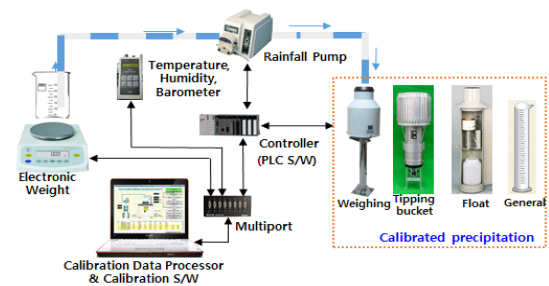 Rainfall Pump
Temperature,
Humidity,
Barometer
Controller
(PLC S/W)
Electronic
Weight
Multiport
Weighing
Tipping
bucket
Float
General
Calibrated precipitation
Calibration Data Processor
& Calibration S/W